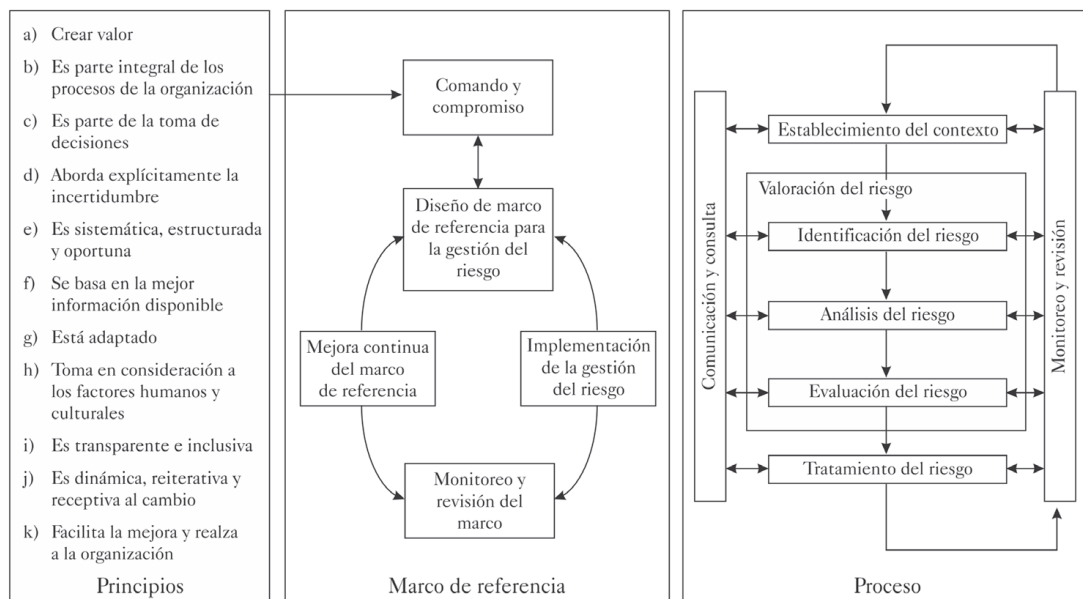 a) Crear valor
b) Es parte integral de los
procesos de la organización
c) Es parte de la toma de
decisiones
d) Aborda explícitamente la
incertidumbre
e) Es sistemática, estructurada
y oportuna
f) Se basa en la mejor
información disponible
g) Está adaptado
h) Toma en consideración a
los factores humanos y
culturales
i) Es transparente e inclusiva
j) Es dinámica, reiterativa y
receptiva al cambio
k) Facilita la mejora y realza
a la organización
Principios
Comando y
compromiso
Diseño de marco
de referencia para
la gestión del
riesgo
Mejora continua
del marco
de referencia
Implementación
de la gestión
del riesgo
Monitoreo y
revisión del
marco
Marco de referencia
Comunicación y consulta
Establecimiento del contexto
Valoración del riesgo
Identificación del riesgo
Análisis del riesgo
Evaluación del riesgo
Tratamiento del riesgo
Monitoreo y revisión
Proceso